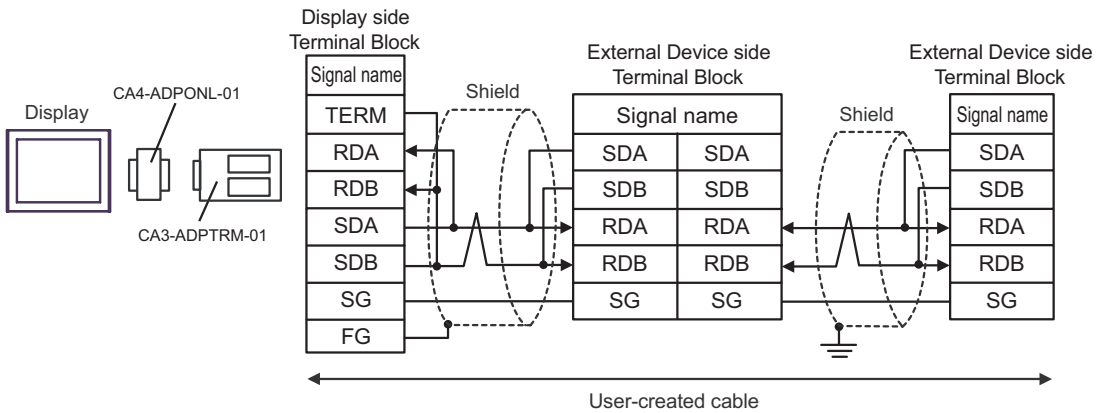 Display side
Terminal Block
External Device side
Terminal Block
External Device side
Terminal Block
Display
CA4-ADPONL-01
CA3-ADPTRM-01
Signal name
TERM
RDA
RDB
SDA
SDB
SG
FG
Shield
Signal name
SDA SDA
SDB SDB
RDA RDA
RDB RDB
SG SG
Shield
Signal name
SDA
SDB
RDA
RDB
SG
User-created cable